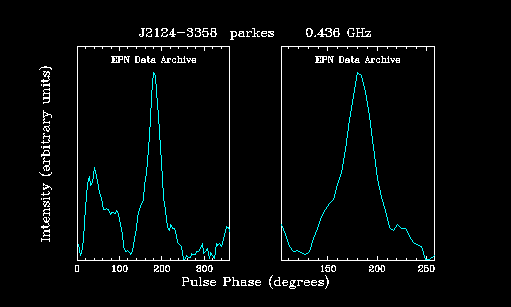 J2124-3358 parkes 0.436 GHz
EPN Data Archive EPN Data Archive
Intensity (arbitrary units)
0 100 200 300 150 200 250
Pulse Phase (degrees)